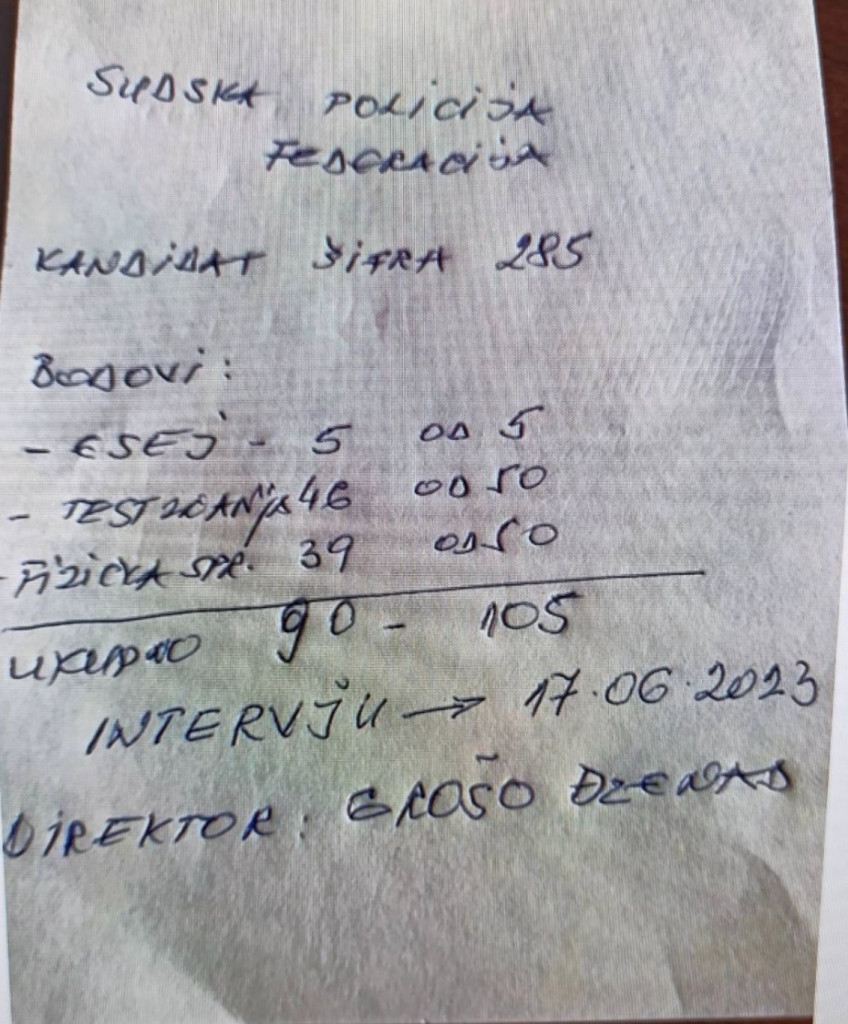 SUDSKA POLICIJA
FEDERACIJA
KANDIDAT ŠIFRA 285
BODOVI:
- ESEJ - 5 OD 5
- TEST ZNANJA 46 OD 50
- FIZIČKA SPR. 39 OD 50
UKUPNO 90 - 105
INTERVJU → 17.06.2023
DIREKTOR: GROŠO DŽENAD